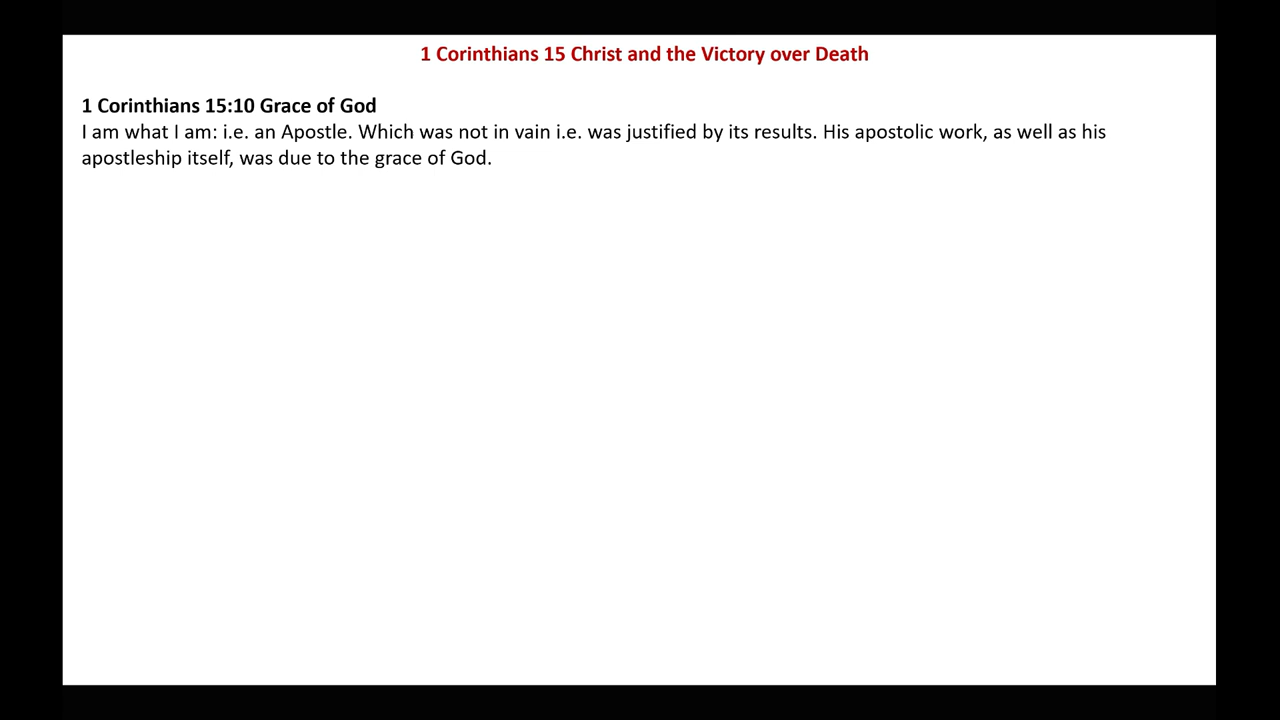 1 Corinthians 15 Christ and the Victory over Death
1 Corinthians 15:10 Grace of God
I am what I am: i.e. an Apostle. Which was not in vain i.e. was justified by its results. His apostolic work, as well as his
apostleship itself, was due to the grace of God.